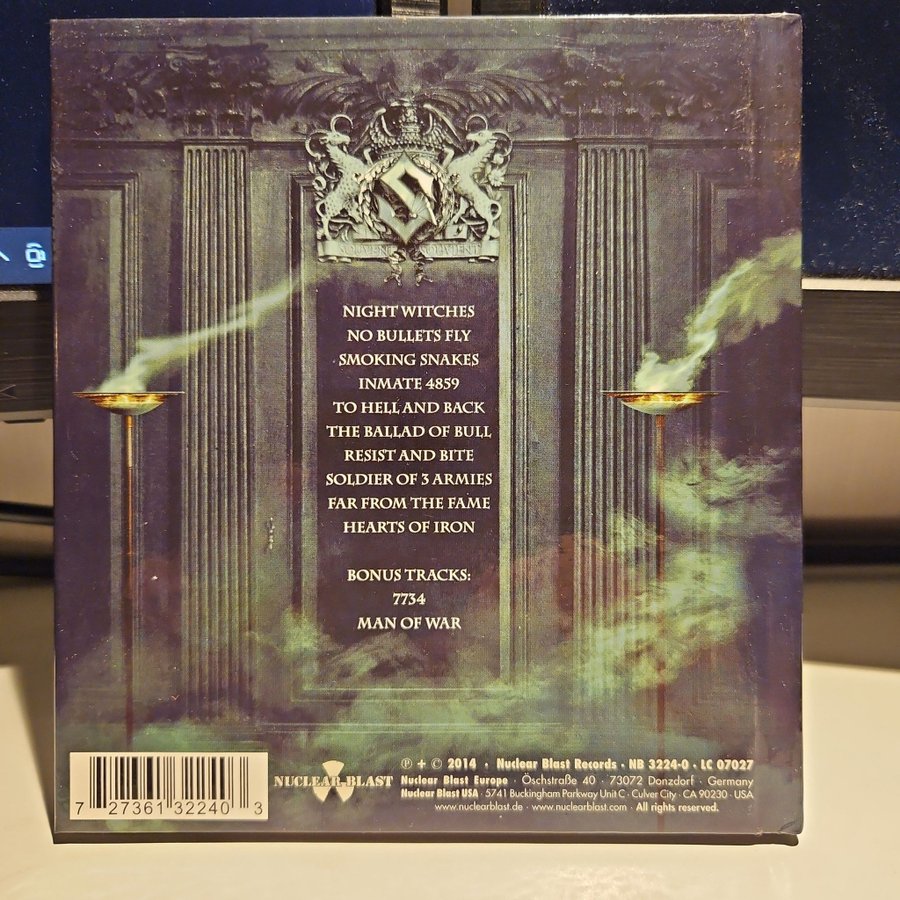 NIGHT WITCHES
NO BULLETS FLY
SMOKING SNAKES
INMATE 4859
TO HELL AND BACK
THE BALLAD OF BULL
RESIST AND BITE
SOLDIER OF 3 ARMIES
FAR FROM THE FAME
HEARTS OF IRON
BONUS TRACKS:
7734
MAN OF WAR
7 27361 32240 3
NUCLEAR BLAST
℗ + © 2014 · Nuclear Blast Records · NB 3224-0 · LC 07027
Nuclear Blast Europe · Öschstraße 40 · 73072 Donzdorf · Germany
Nuclear Blast USA · 5741 Buckingham Parkway Unit C · Culver City · CA 90230 · USA
www.nuclearblast.de · www.nuclearblast.com · All rights reserved.